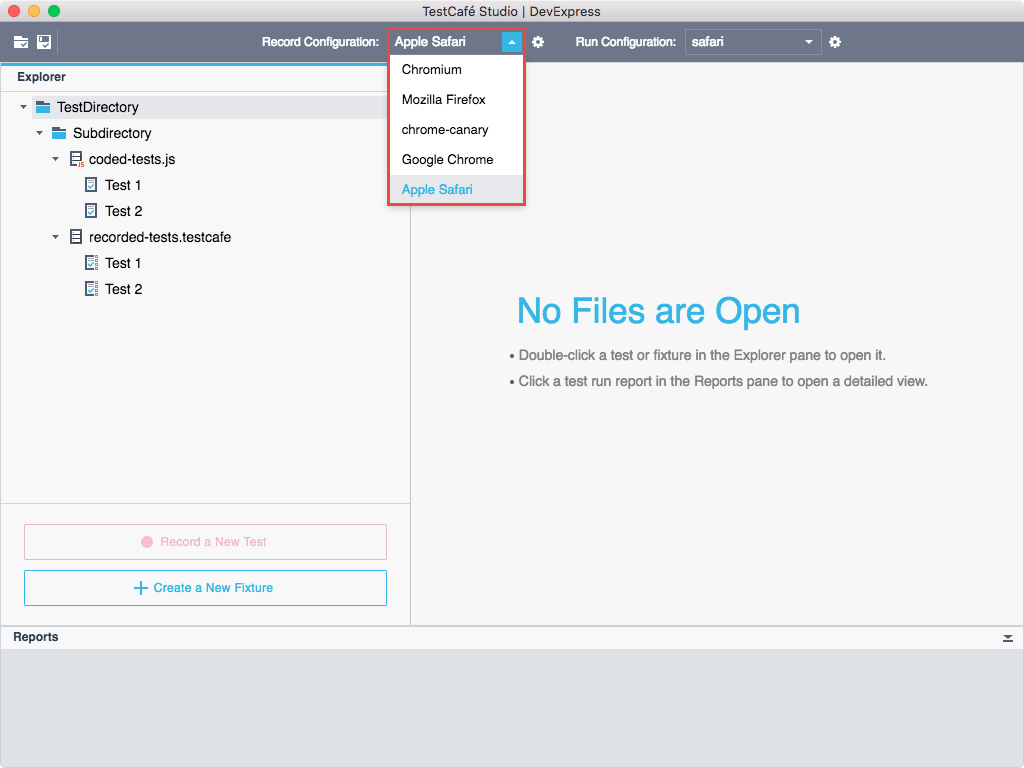 TestCafé Studio | DevExpress
Record Configuration: Apple Safari Run Configuration: safari
Chromium
Mozilla Firefox
chrome-canary
Google Chrome
Apple Safari
Explorer
TestDirectory
Subdirectory
coded-tests.js
Test 1
Test 2
recorded-tests.testcafe
Test 1
Test 2
No Files are Open
• Double-click a test or fixture in the Explorer pane to open it.
• Click a test run report in the Reports pane to open a detailed view.
Record a New Test
Create a New Fixture
Reports